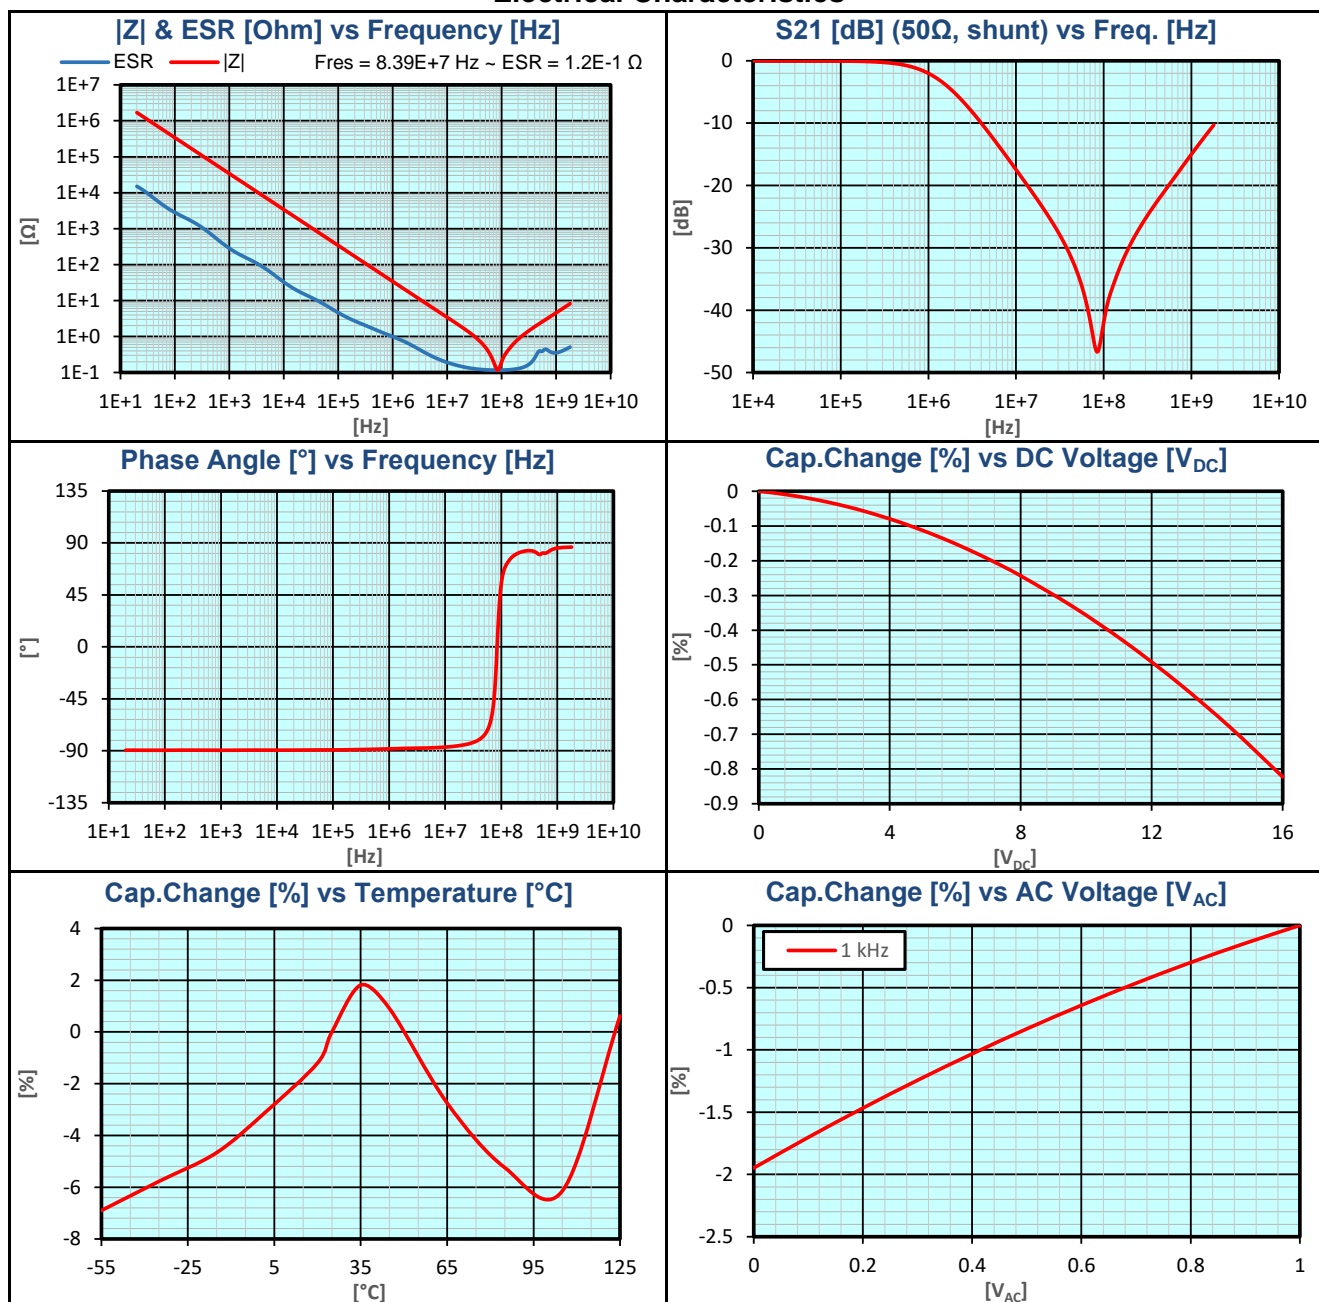 |Z| & ESR [Ohm] vs Frequency [Hz]
ESR |Z| Fres = 8.39E+7 Hz ~ ESR = 1.2E-1 Ω
1E+7
1E+6
1E+5
1E+4
1E+3
1E+2
1E+1
1E+0
1E-1
[Ω]
1E+1 1E+2 1E+3 1E+4 1E+5 1E+6 1E+7 1E+8 1E+9 1E+10
[Hz]
S21 [dB] (50Ω, shunt) vs Freq. [Hz]
0
-10
-20
-30
-40
-50
[dB]
1E+4 1E+5 1E+6 1E+7 1E+8 1E+9 1E+10
[Hz]
Phase Angle [°] vs Frequency [Hz]
135
90
45
0
-45
-90
-135
[°]
1E+1 1E+2 1E+3 1E+4 1E+5 1E+6 1E+7 1E+8 1E+9 1E+10
[Hz]
Cap.Change [%] vs DC Voltage [VDC]
0
-0.1
-0.2
-0.3
-0.4
-0.5
-0.6
-0.7
-0.8
-0.9
[%]
0 4 8 12 16
[VDC]
Cap.Change [%] vs Temperature [°C]
4
2
0
-2
-4
-6
-8
[%]
-55 -25 5 35 65 95 125
[°C]
Cap.Change [%] vs AC Voltage [VAC]
1 kHz
0
-0.5
-1
-1.5
-2
-2.5
[%]
0 0.2 0.4 0.6 0.8 1
[VAC]